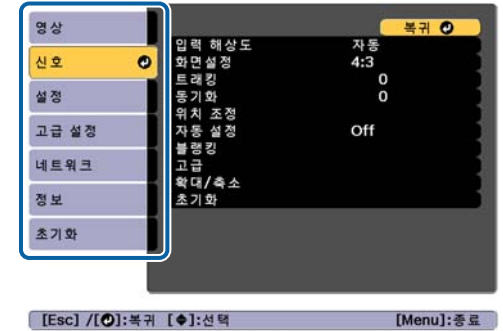 영상
신호
설정
고급 설정
네트워크
정보
초기화
복귀
입력 해상도 자동
화면설정 4:3
트래킹 0
동기화 0
위치 조정
자동 설정 Off
블랭킹
고급
확대/축소
초기화
[Esc] /[ ]:복귀 [ ]:선택 [Menu]:종료